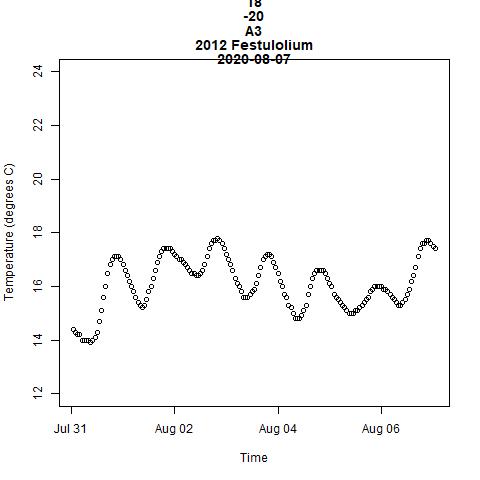 18
-20
A3
2012 Festulolium
2020-08-07
Temperature (degrees C)
24
22
20
18
16
14
12
Jul 31
Aug 02
Aug 04
Aug 06
Time